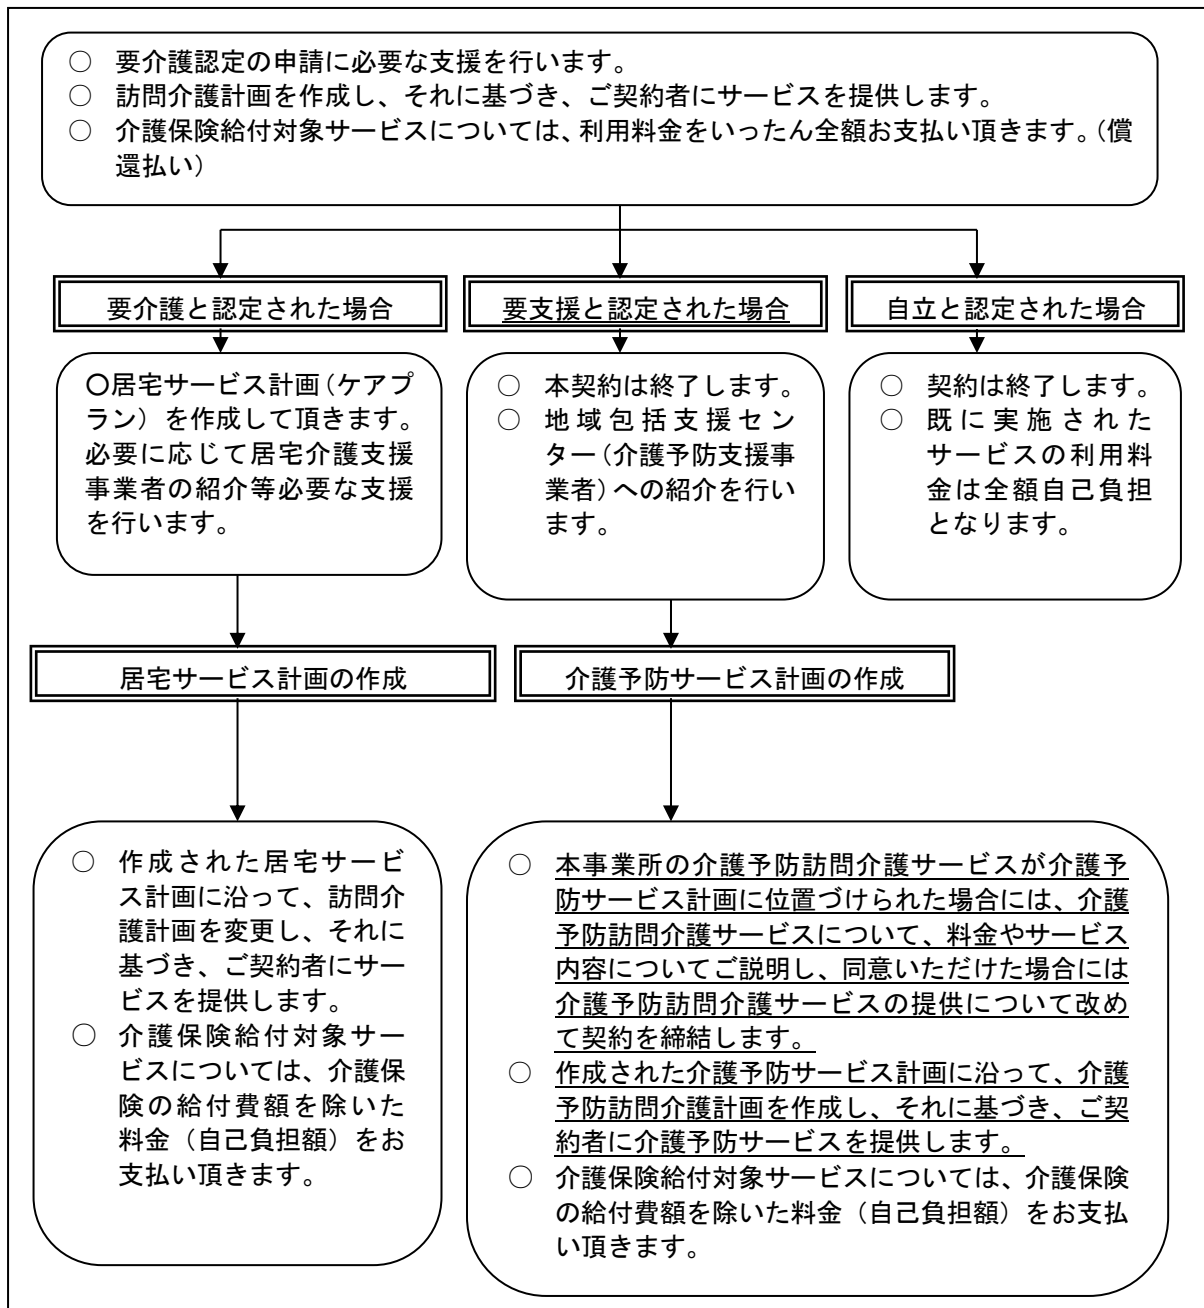 ○ 要介護認定の申請に必要な支援を行います。
○ 訪問介護計画を作成し、それに基づき、ご契約者にサービスを提供します。
○ 介護保険給付対象サービスについては、利用料金をいったん全額お支払い頂きます。(償
還払い)
要介護と認定された場合
要支援と認定された場合
自立と認定された場合
〇居宅サービス計画(ケアプ
ラン)を作成して頂きます。
必要に応じて居宅介護支援
事業者の紹介等必要な支援
を行います。
○ 本契約は終了します。
○ 地域包括支援セン
ター(介護予防支援事
業者)への紹介を行い
ます。
○ 契約は終了します。
○ 既に実施された
サービスの利用料
金は全額自己負担
となります。
居宅サービス計画の作成
介護予防サービス計画の作成
○ 作成された居宅サービ
ス計画に沿って、訪問介
護計画を変更し、それに
基づき、ご契約者にサー
ビスを提供します。
○ 介護保険給付対象サー
ビスについては、介護保
険の給付費額を除いた
料金(自己負担額)をお
支払い頂きます。
○ 本事業所の介護予防訪問介護サービスが介護予
防サービス計画に位置づけられた場合には、介護
予防訪問介護サービスについて、料金やサービス
内容についてご説明し、同意いただけた場合には
介護予防訪問介護サービスの提供について改め
て契約を締結します。
○ 作成された介護予防サービス計画に沿って、介護
予防訪問介護計画を作成し、それに基づき、ご契
約者に介護予防サービスを提供します。
○ 介護保険給付対象サービスについては、介護保険
の給付費額を除いた料金(自己負担額)をお支払
い頂きます。